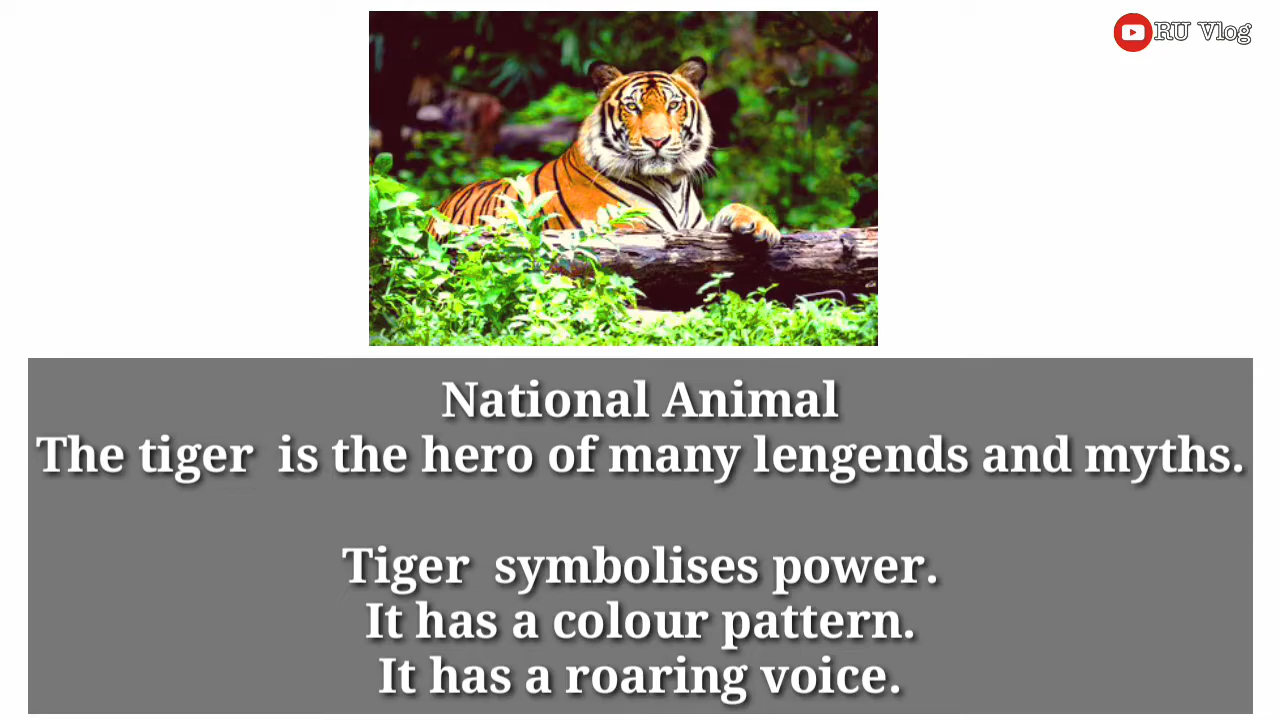 RU Vlog
National Animal
The tiger is the hero of many lengends and myths.
Tiger symbolises power.
It has a colour pattern.
It has a roaring voice.